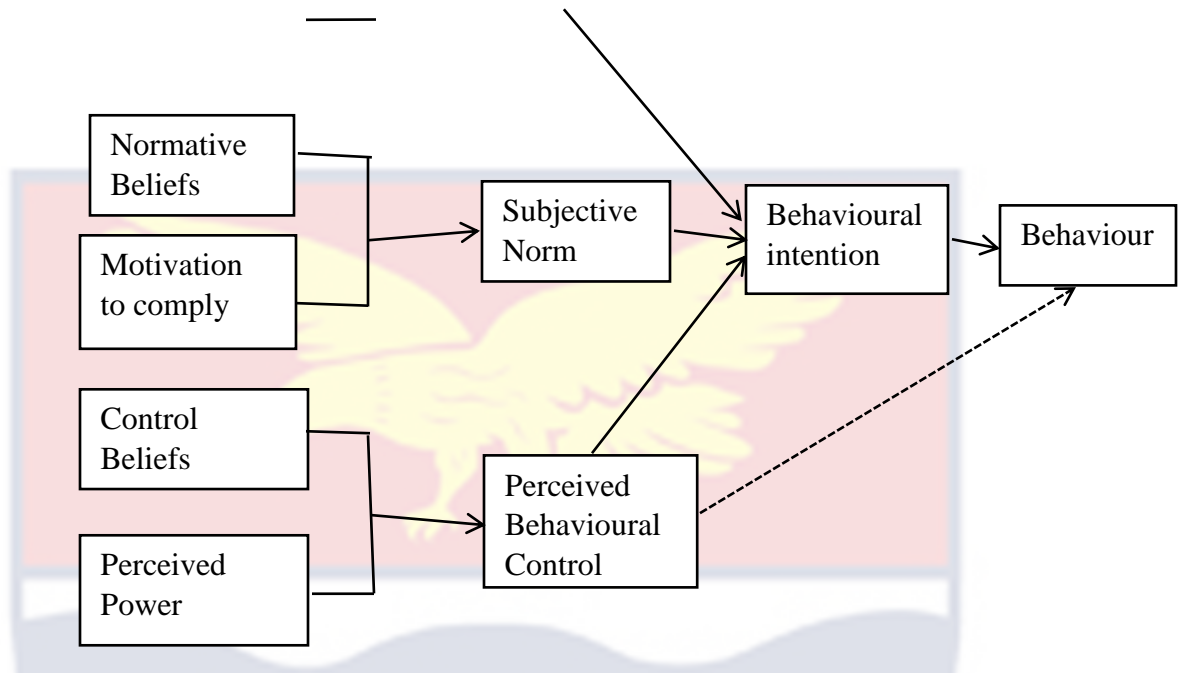 Normative
Beliefs
Motivation
to comply
Subjective
Norm
Behavioural
intention
Behaviour
Control
Beliefs
Perceived
Power
Perceived
Behavioural
Control